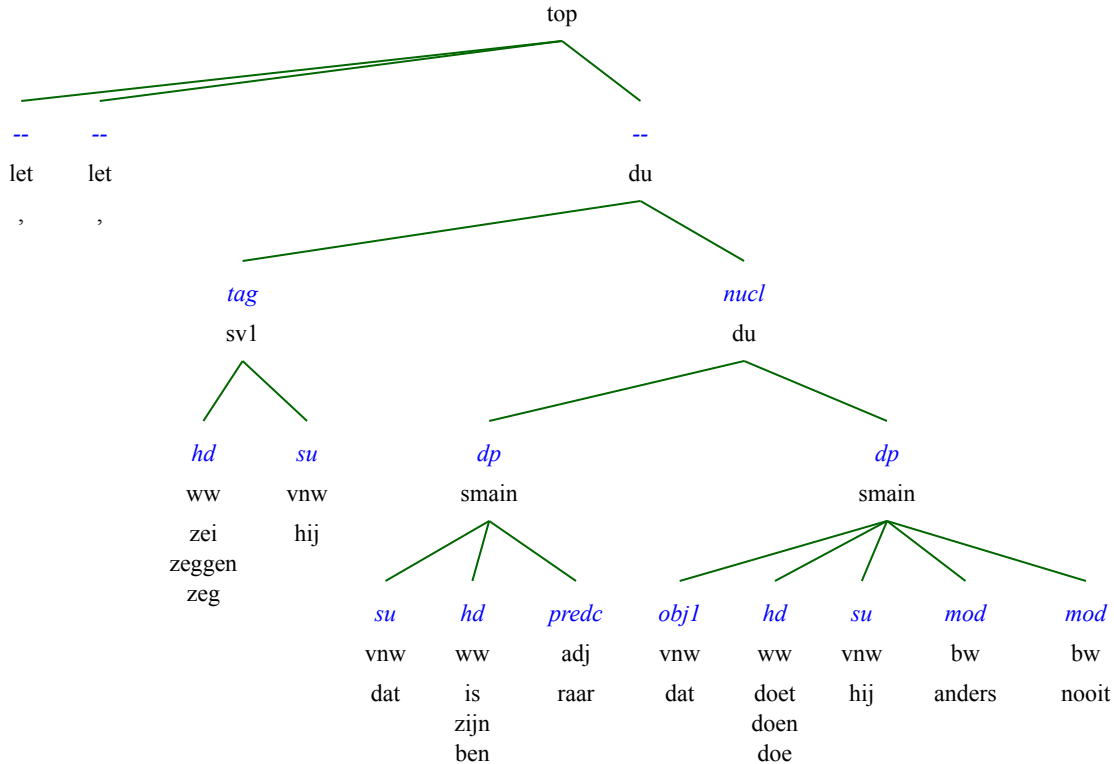 top
-- -- --
let let du
, ,
tag nucl
sv1 du
hd su dp dp
ww vnw smain smain
zei hij
zeggen
zeg
su hd predc obj1 hd su mod mod
vnw ww adj vnw ww vnw bw bw
dat is raar dat doet hij anders nooit
zijn doen
ben doe